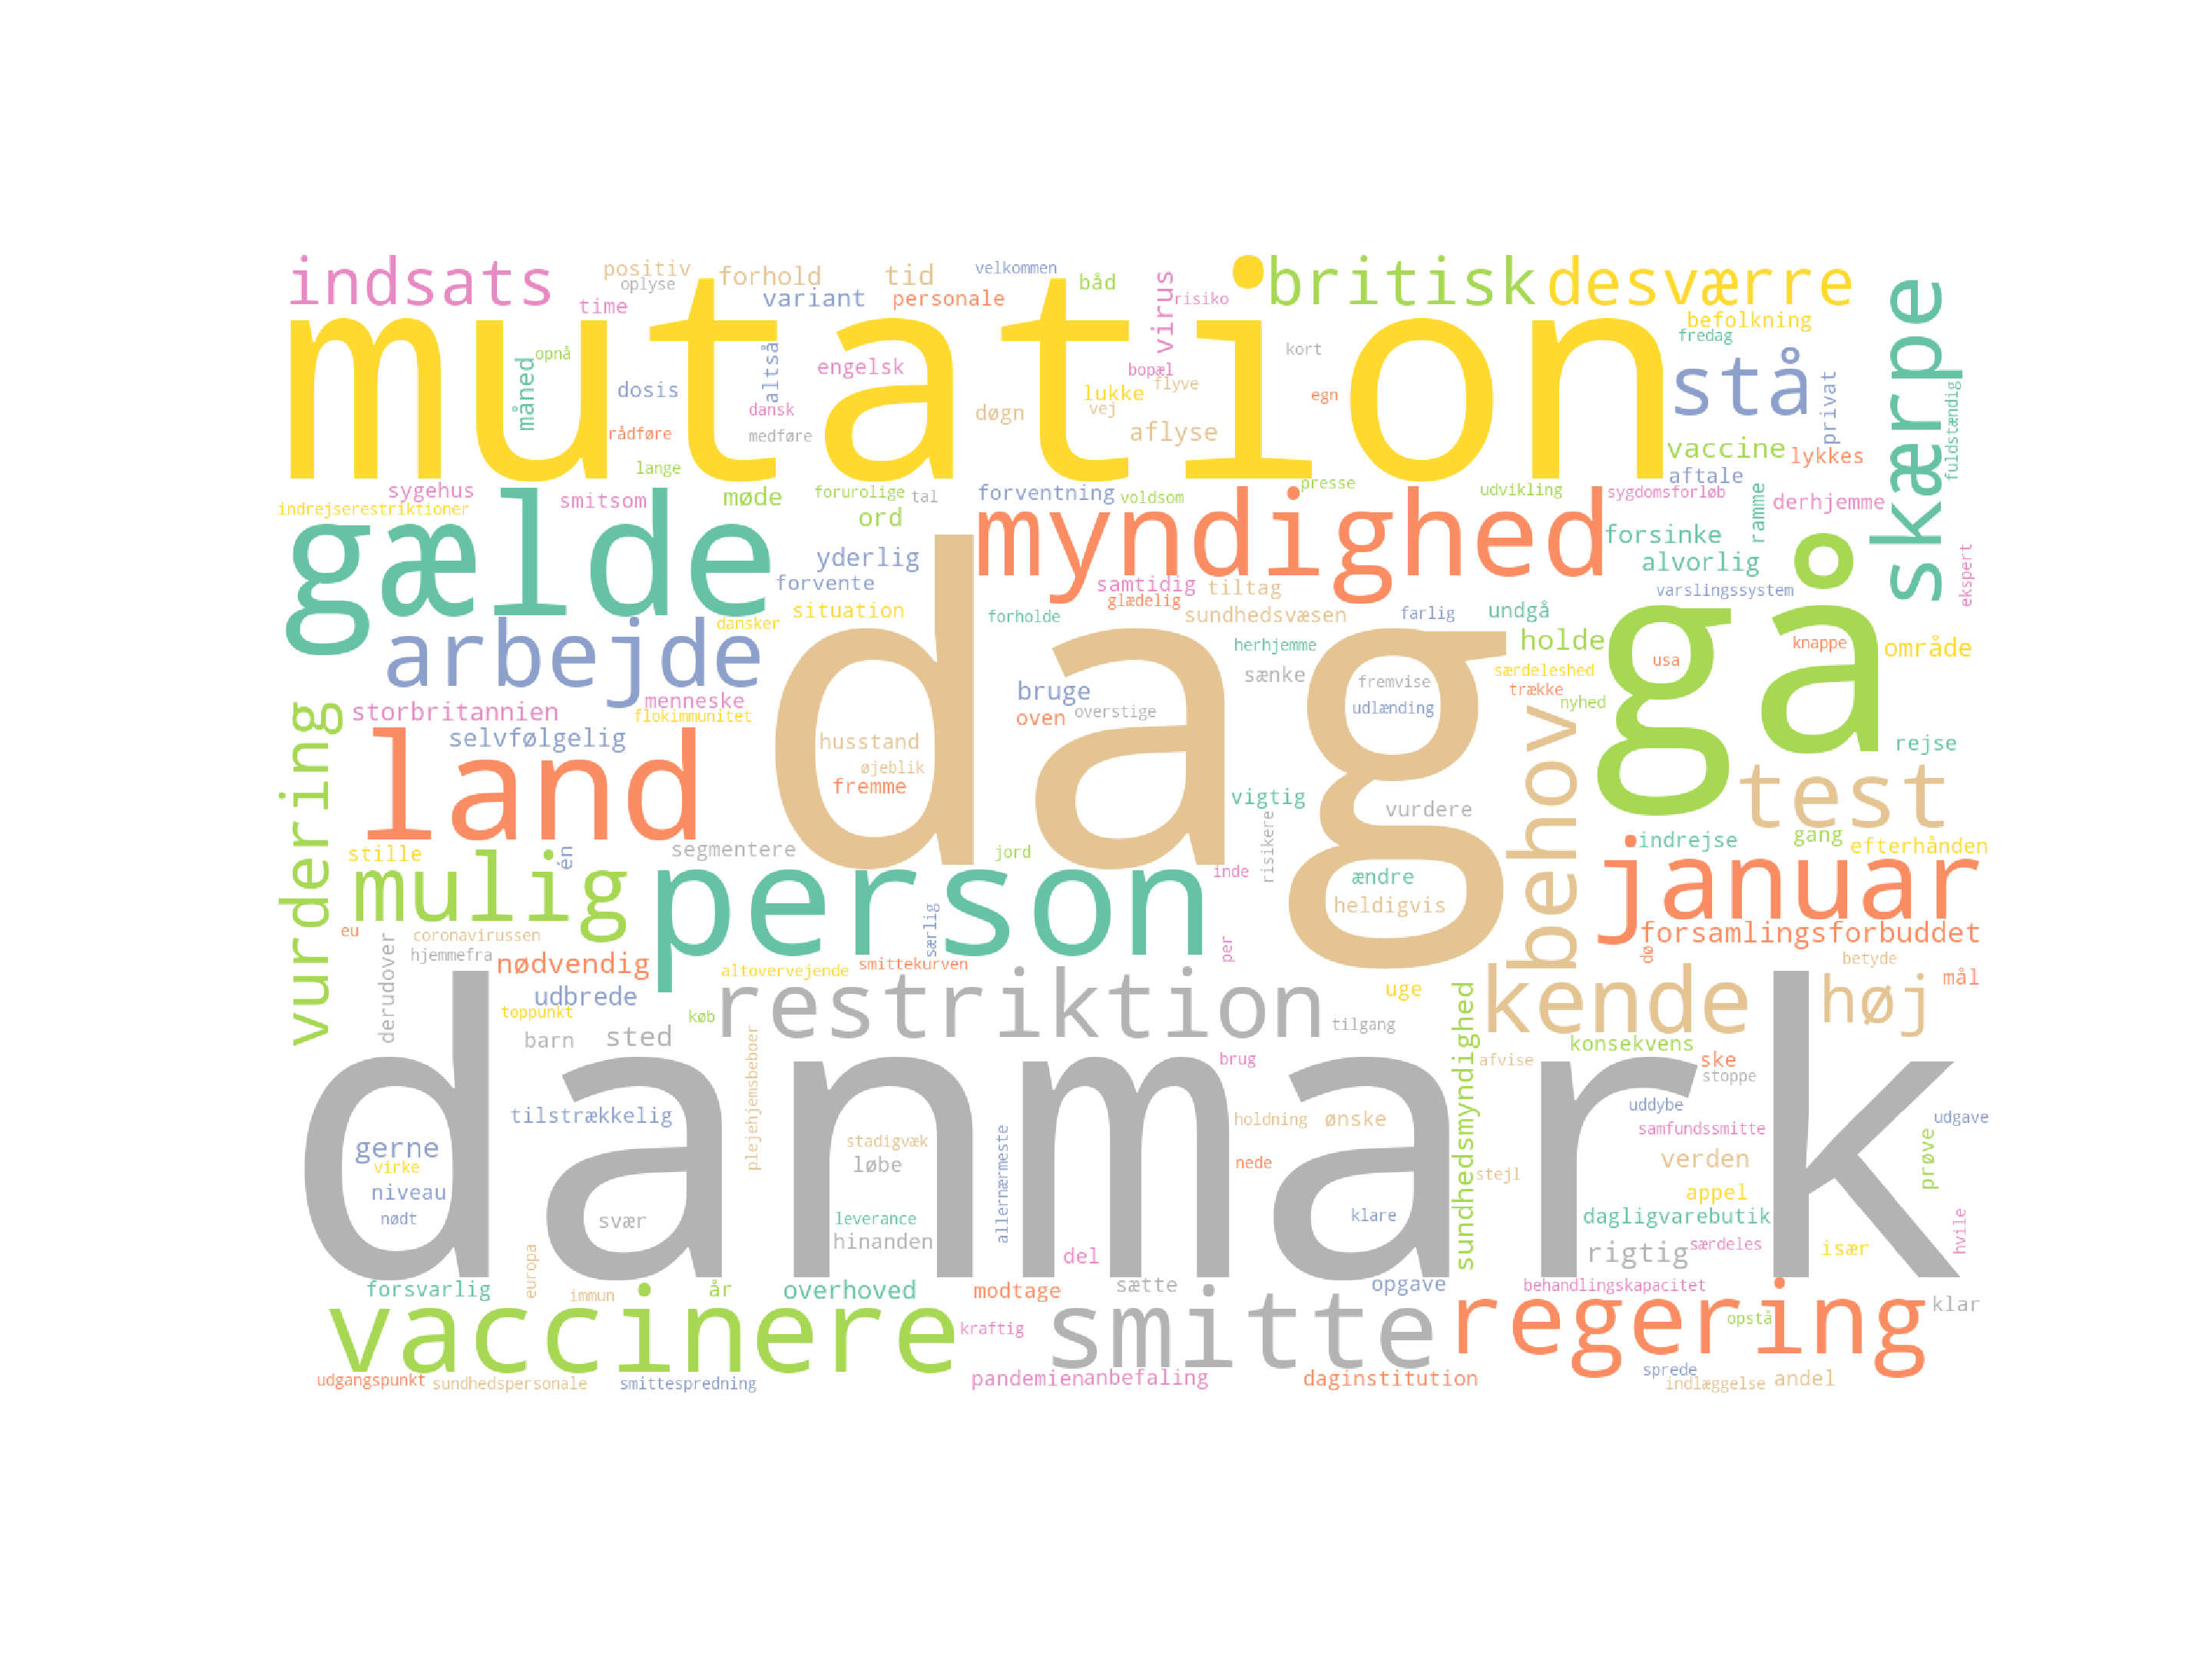 indsats
positiv
oplyse
time
forhold
tid
variant
personale
velkommen
båd
virus
risiko
britisk
desværre
skærpe
mutation
befolkning
fredag
stå
privat
fuldstændig
måned
opnå
dosis
altså
engelsk
dansk
medføre
rådføre
lange
døgn
bopæl
flyve
lukke
vej
aflyse
kort
egn
vaccine
lykkes
aftale
sygehus
indrejserestriktioner
smitsom
møde
forurolige
tal
ord
forventning
voldsom
presse
udvikling
sygdomsforløb
ramme
derhjemme
gælde
myndighed
forsinke
alvorlig
varslingssystem
ekspert
yderlig
forvente
situation
dansker
samtidig
glædelig
tiltag
sundhedsvæsen
forholde
farlig
undgå
holde
gå
knappe
usa
område
arbejde
dag
herhjemme
sænke
særdeleshed
trække
nyhed
fremvise
udlænding
menneske
flokimmunitet
storbritannien
selvfølgelig
bruge
oven
overstige
husstand
øjeblik
fremme
behov
rejse
vurdering
land
test
vigtig
vurdere
risikere
stille
én
segmentere
jord
inde
indrejse
gang
efterhånden
mulig
person
ændre
heldigvis
januar
eu
coronavirussen
hjemmefra
derudover
nødvendig
særlig
per
altovervejende
smittekurven
forsamlingsforbuddet
dø
betyde
mål
udbrede
toppunkt
barn
sted
køb
restriktion
uge
tilgang
kende
høj
konsekvens
ske
stoppe
afvise
danmark
plejehjemsbeboer
brug
sundhedsmyndighed
tilstrækkelig
gerne
virke
niveau
nødt
stadigvæk
løbe
holdning
ønske
nede
stejl
uddybe
samfundssmitte
udgave
verden
prøve
appel
svær
leverance
hinanden
allernærmeste
klare
dagligvarebutik
rigtig
særdeles
især
hvile
del
forsvarlig
europa
immun
år
overhoved
modtage
sætte
opgave
behandlingskapacitet
opstå
klar
vaccinere
kraftig
smitte
regering
udgangspunkt
sundhedspersonale
smittespredning
pandemien
anbefaling
daginstitution
sprede
indlæggelse
andel